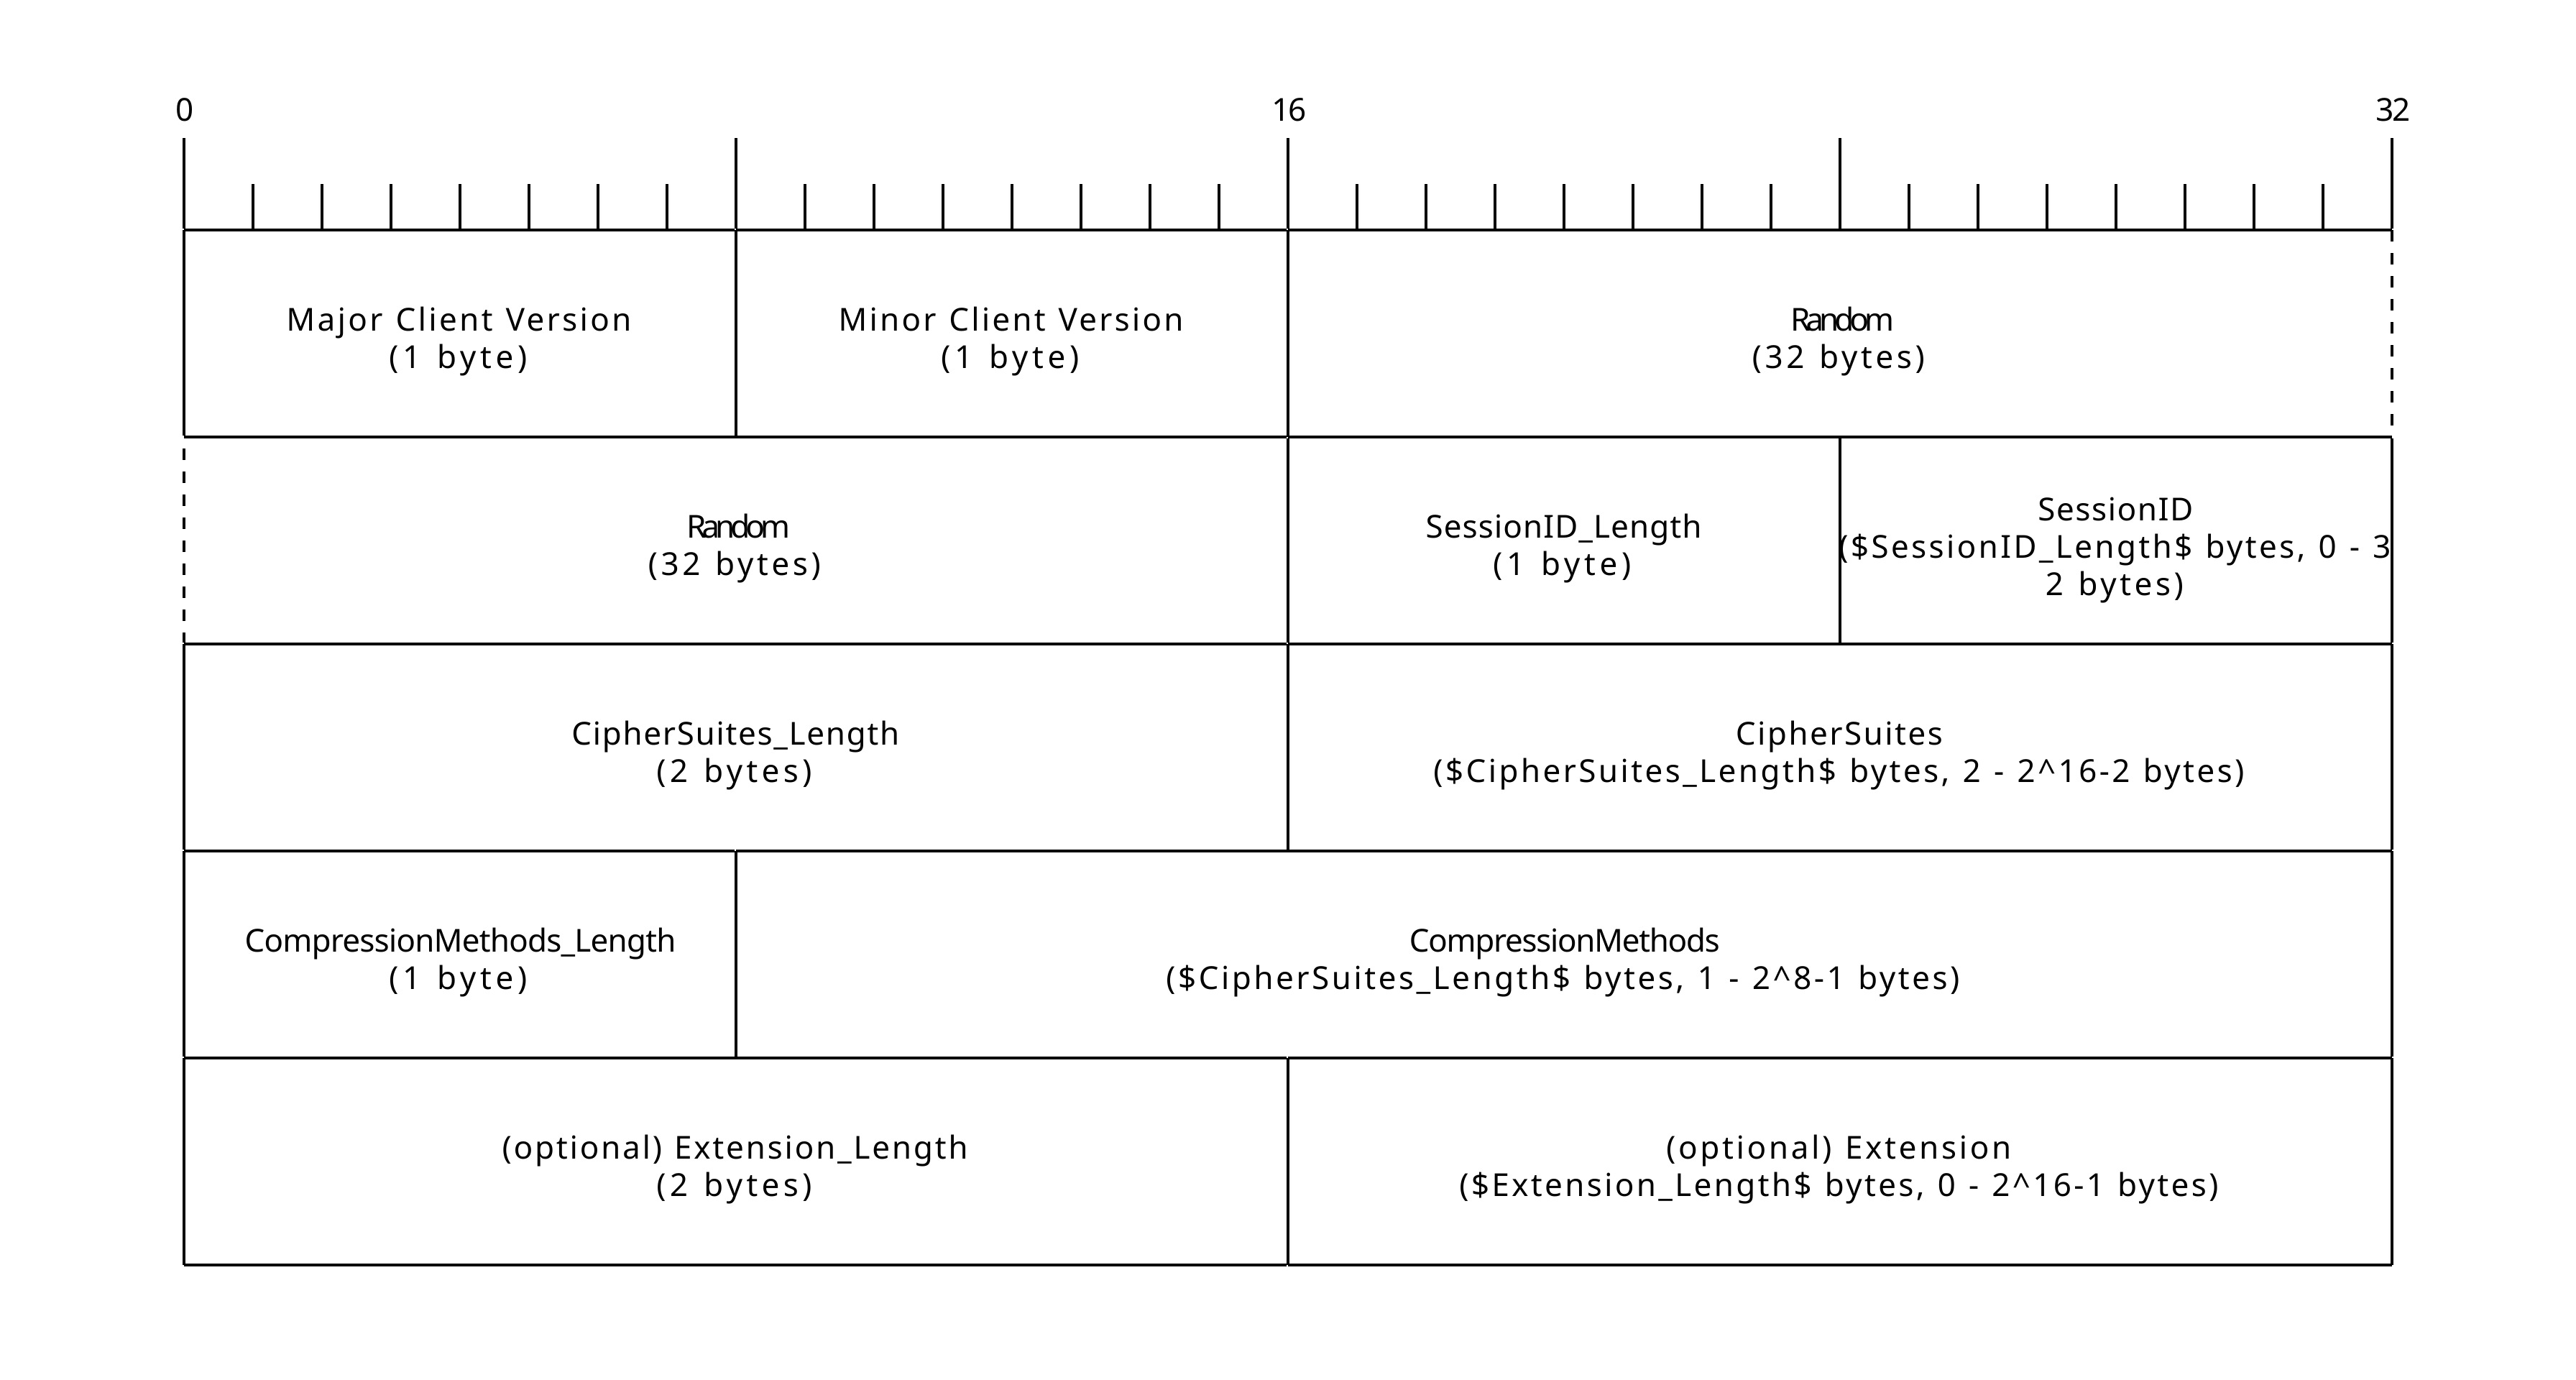 0
16
32
Major Client Version
(1 byte)
Minor Client Version
(1 byte)
Random
(32 bytes)
Random
(32 bytes)
SessionID_Length
(1 byte)
SessionID
($SessionID_Length$ bytes, 0 - 3
2 bytes)
CipherSuites_Length
(2 bytes)
CipherSuites
($CipherSuites_Length$ bytes, 2 - 2^16-2 bytes)
CompressionMethods_Length
(1 byte)
CompressionMethods
($CipherSuites_Length$ bytes, 1 - 2^8-1 bytes)
(optional) Extension_Length
(2 bytes)
(optional) Extension
($Extension_Length$ bytes, 0 - 2^16-1 bytes)